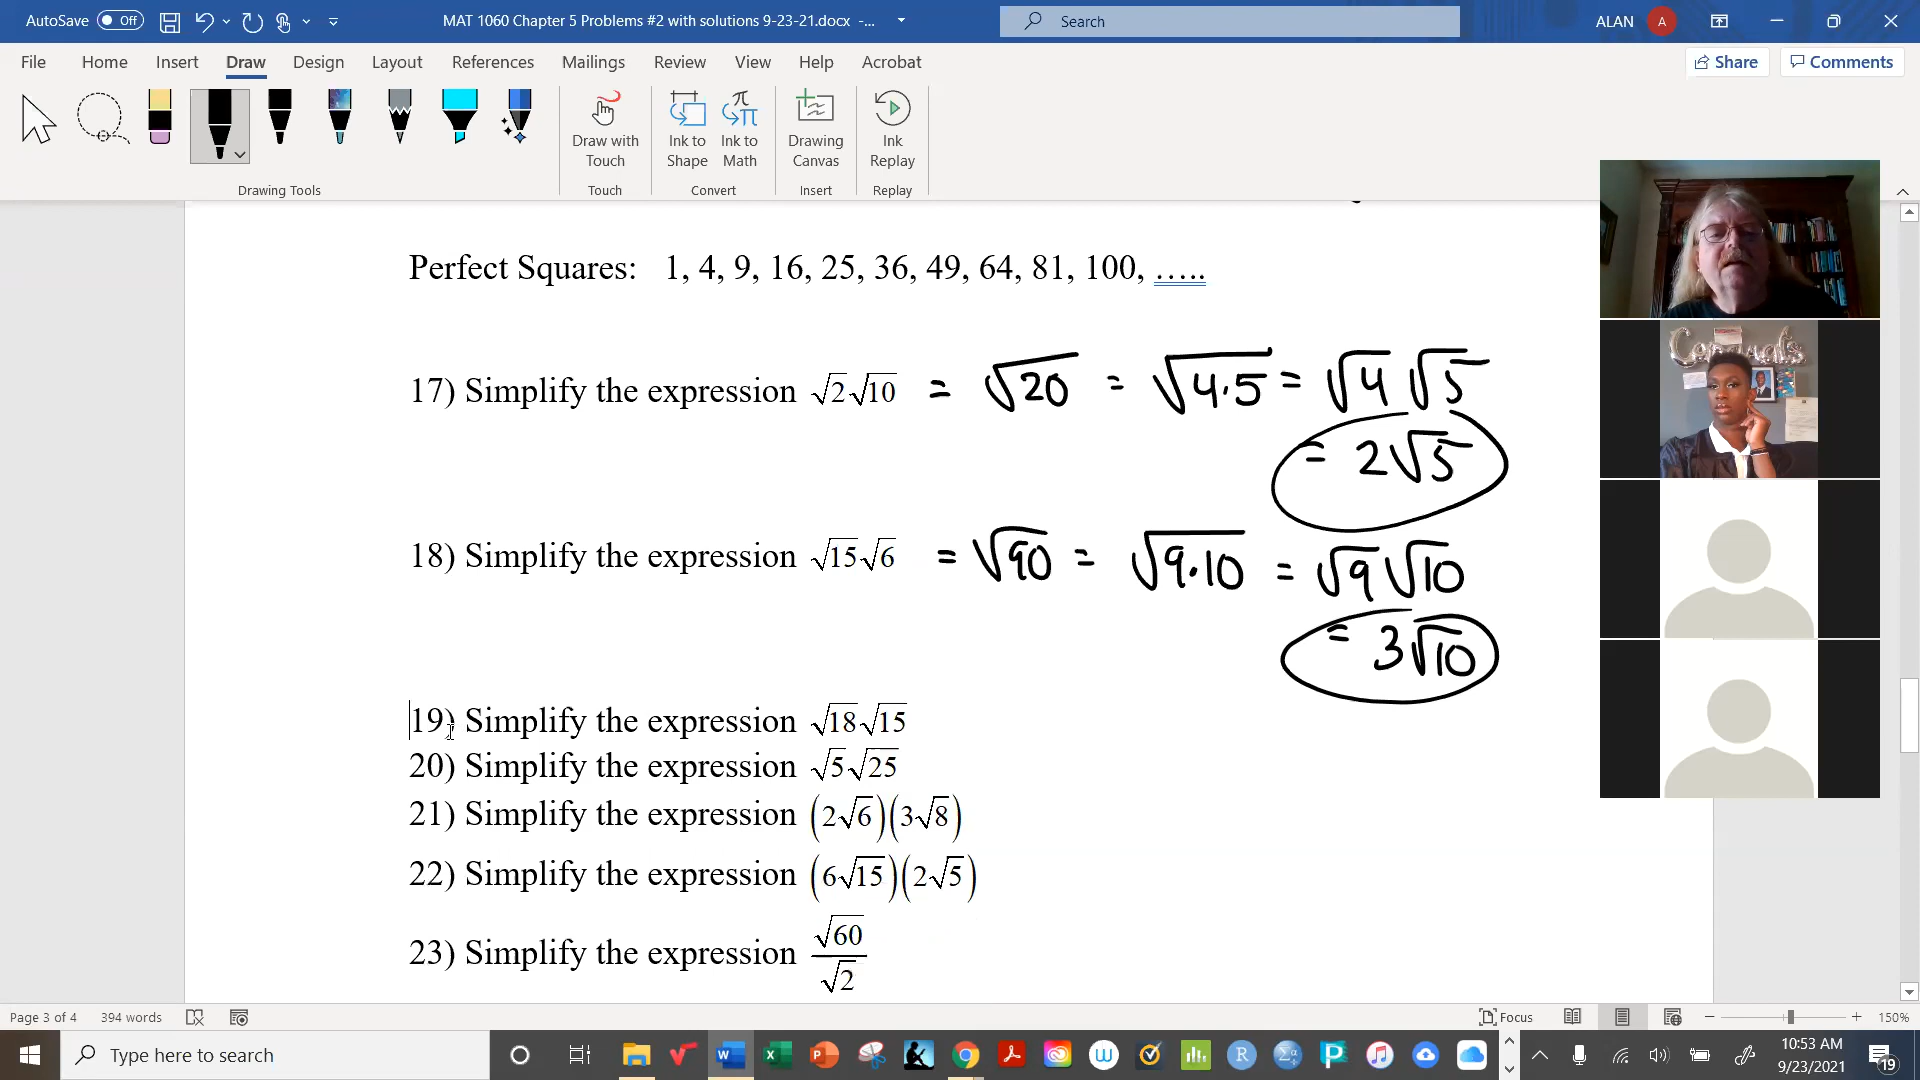 AutoSave Off MAT 1060 Chapter 5 Problems #2 with solutions 9-23-21.docx -... Search ALAN A
File Home Insert Draw Design Layout References Mailings Review View Help Acrobat Share Comments
Draw with Touch
Ink to Shape
Ink to Math
Drawing Canvas
Ink Replay
Drawing Tools Touch Convert Insert Replay
Perfect Squares: 1, 4, 9, 16, 25, 36, 49, 64, 81, 100, .....
17) Simplify the expression √2√10 = √20 = √4·5 = √4 √5
= 2√5
18) Simplify the expression √15√6 = √90 = √9·10 = √9√10
= 3√10
19) Simplify the expression √18√15
20) Simplify the expression √5√25
21) Simplify the expression (2√6)(3√8)
22) Simplify the expression (6√15)(2√5)
23) Simplify the expression √60/√2
Page 3 of 4 394 words Focus 150%
Type here to search
10:53 AM
9/23/2021
19